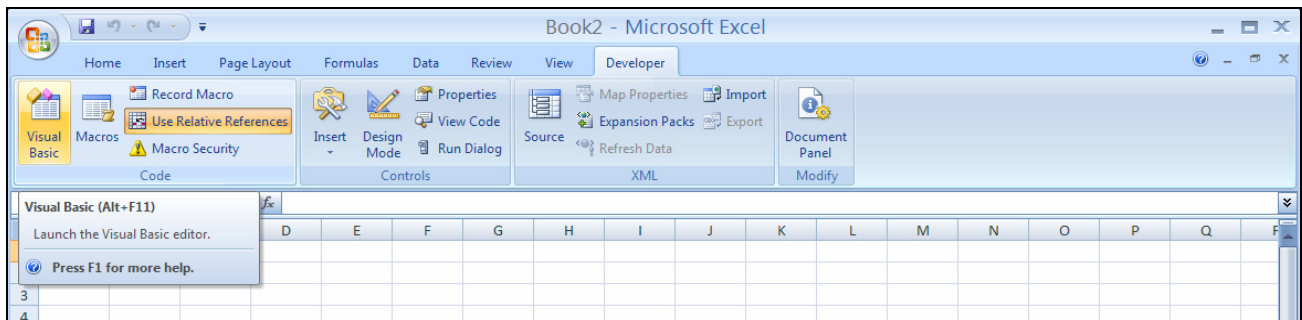 Book2 - Microsoft Excel
Home Insert Page Layout Formulas Data Review View Developer
Visual Basic
Macros
Record Macro
Use Relative References
Macro Security
Code
Insert
Design Mode
Properties
View Code
Run Dialog
Controls
Source
Map Properties
Expansion Packs
Refresh Data
Import
Export
XML
Document Panel
Modify
fx
Visual Basic (Alt+F11)
Launch the Visual Basic editor.
Press F1 for more help.
D E F G H I J K L M N O P Q
3
4